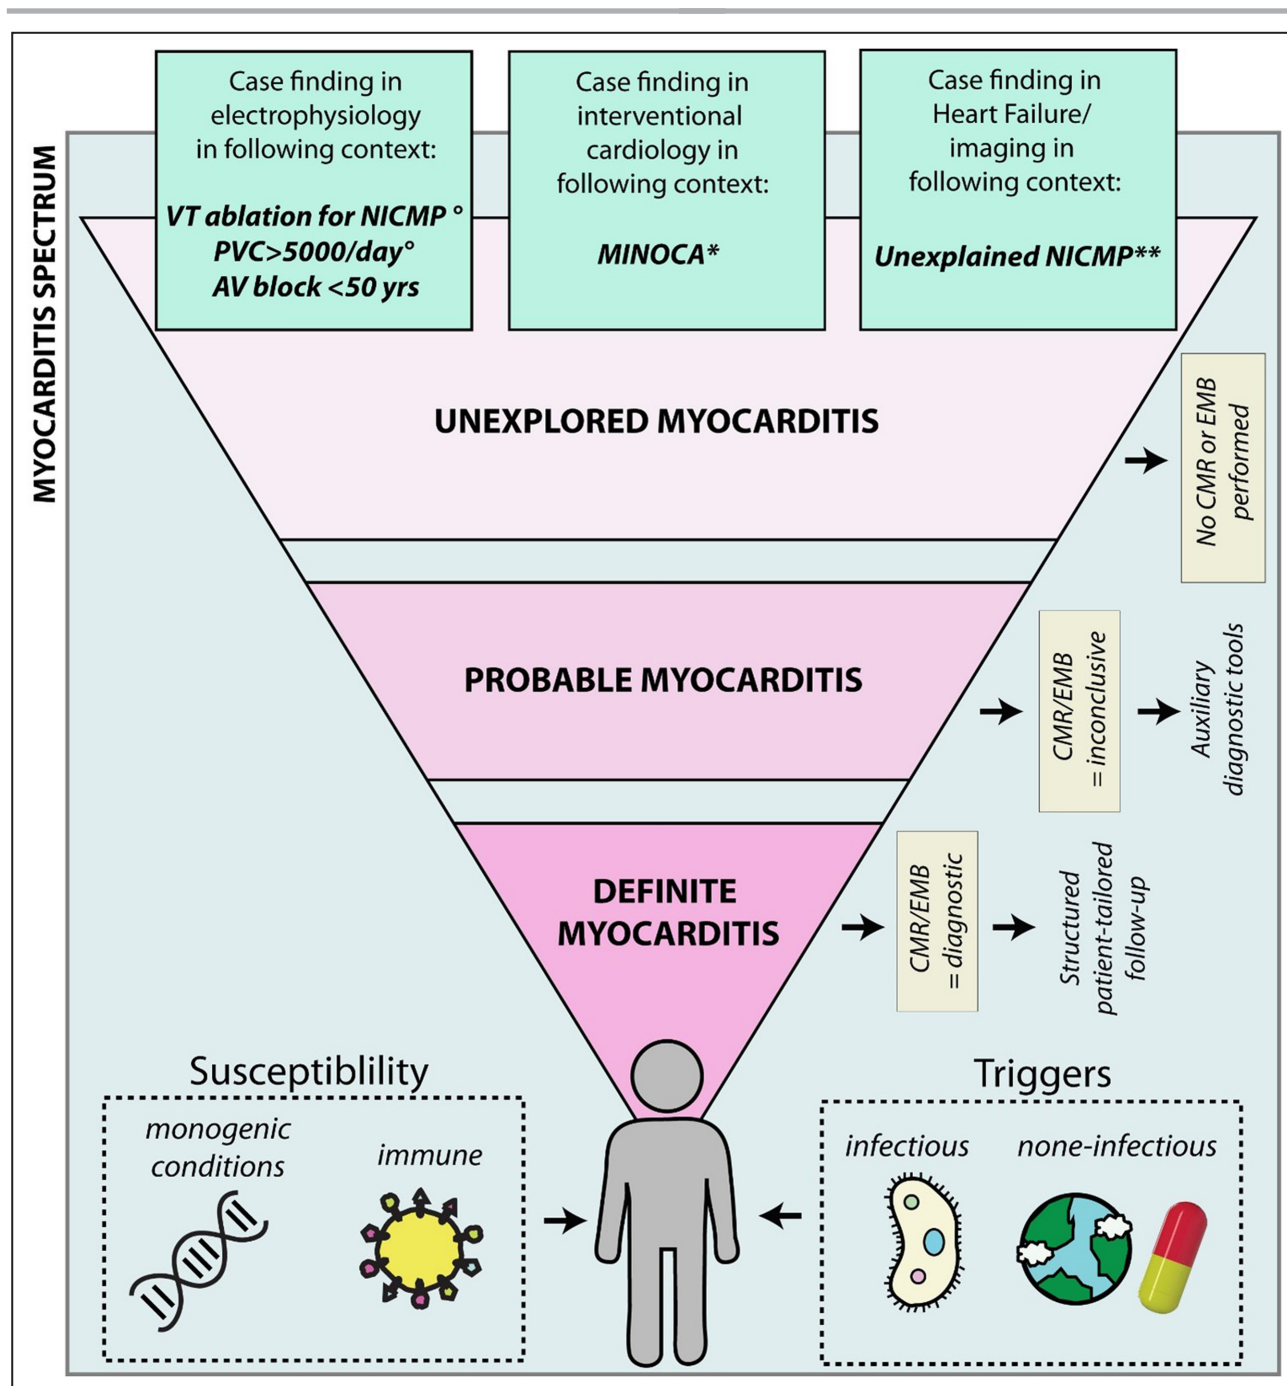 MYOCARDITIS SPECTRUM
Case finding in
electrophysiology
in following context:
VT ablation for NICMP °
PVC>5000/day°
AV block <50 yrs
Case finding in
interventional
cardiology in
following context:
MINOCA*
Case finding in
Heart Failure/
imaging in
following context:
Unexplained NICMP**
UNEXPLORED MYOCARDITIS
No CMR or EMB
performed
PROBABLE MYOCARDITIS
CMR/EMB
= inconclusive
Auxiliary
diagnostic tools
DEFINITE
MYOCARDITIS
CMR/EMB
= diagnostic
Structured
patient-tailored
follow-up
Susceptiblility
monogenic
conditions
immune
Triggers
infectious
none-infectious